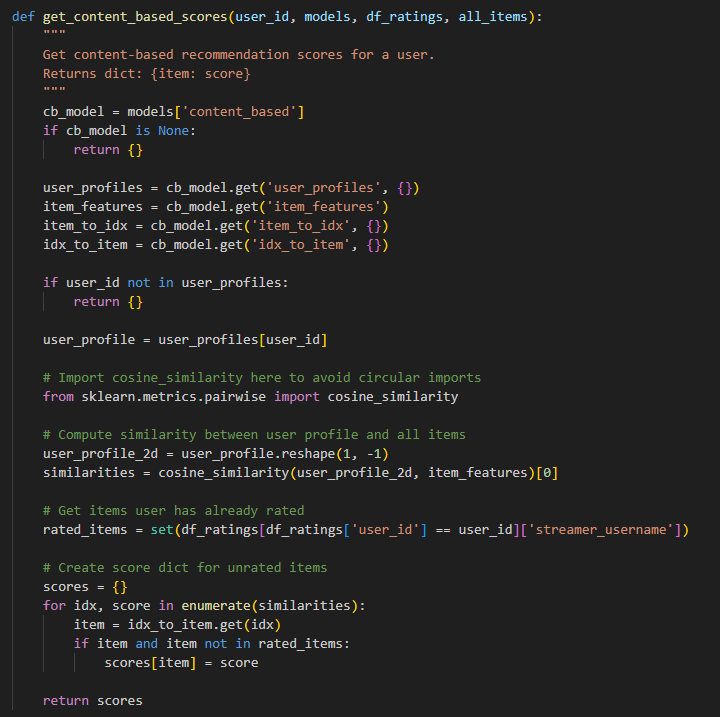 def get_content_based_scores(user_id, models, df_ratings, all_items):
    """
    Get content-based recommendation scores for a user.
    Returns dict: {item: score}
    """
    cb_model = models['content_based']
    if cb_model is None:
        return {}

    user_profiles = cb_model.get('user_profiles', {})
    item_features = cb_model.get('item_features')
    item_to_idx = cb_model.get('item_to_idx', {})
    idx_to_item = cb_model.get('idx_to_item', {})

    if user_id not in user_profiles:
        return {}

    user_profile = user_profiles[user_id]

    # Import cosine_similarity here to avoid circular imports
    from sklearn.metrics.pairwise import cosine_similarity

    # Compute similarity between user profile and all items
    user_profile_2d = user_profile.reshape(1, -1)
    similarities = cosine_similarity(user_profile_2d, item_features)[0]

    # Get items user has already rated
    rated_items = set(df_ratings[df_ratings['user_id'] == user_id]['streamer_username'])

    # Create score dict for unrated items
    scores = {}
    for idx, score in enumerate(similarities):
        item = idx_to_item.get(idx)
        if item and item not in rated_items:
            scores[item] = score

    return scores